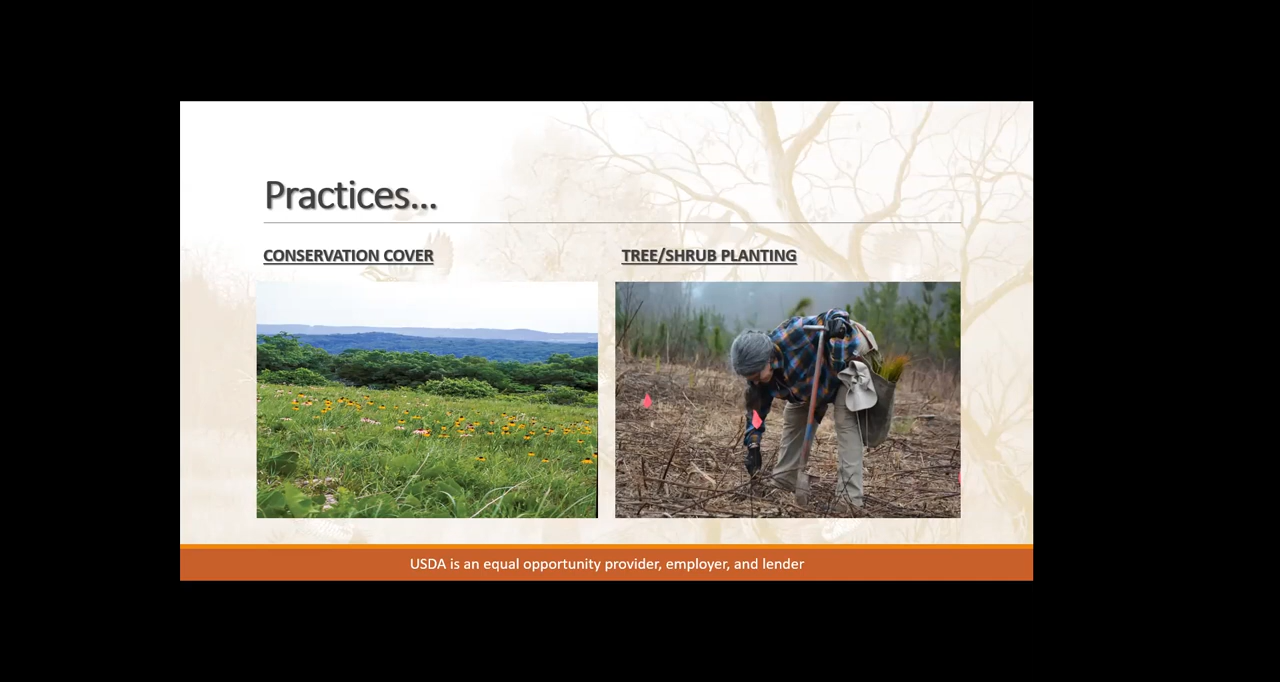 Practices...
CONSERVATION COVER
TREE/SHRUB PLANTING
USDA is an equal opportunity provider, employer, and lender